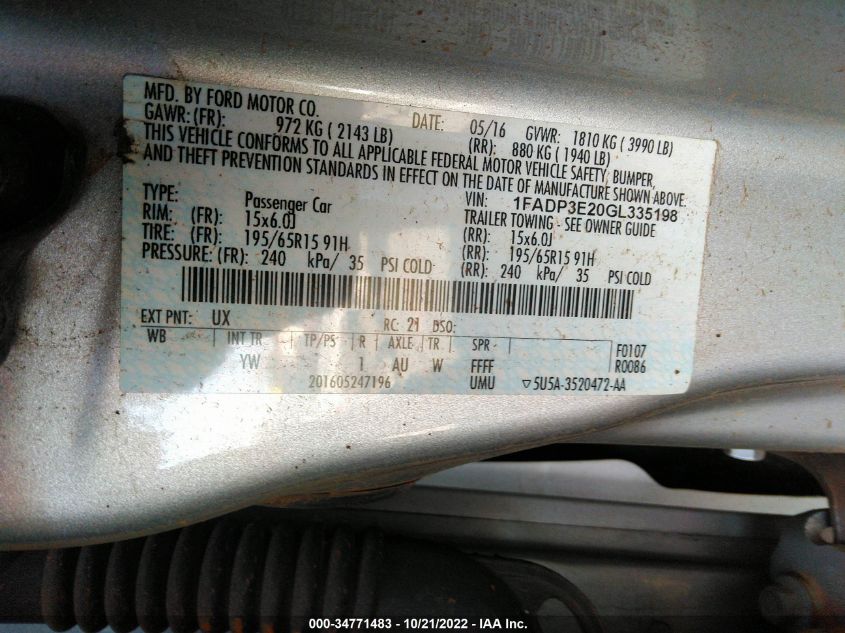 MFD. BY FORD MOTOR CO.
DATE: 05/16 GVWR: 1810 KG ( 3990 LB)
GAWR: (FR): 972 KG ( 2143 LB) (RR): 880 KG ( 1940 LB)
THIS VEHICLE CONFORMS TO ALL APPLICABLE FEDERAL MOTOR VEHICLE SAFETY, BUMPER,
AND THEFT PREVENTION STANDARDS IN EFFECT ON THE DATE OF MANUFACTURE SHOWN ABOVE.
VIN: 1FADP3E20GL335198
TYPE: Passenger Car TRAILER TOWING - SEE OWNER GUIDE
RIM: (FR): 15x6.0J (RR): 15x6.0J
TIRE: (FR): 195/65R15 91H (RR): 195/65R15 91H
PRESSURE: (FR): 240 kPa/ 35 PSI COLD (RR): 240 kPa/ 35 PSI COLD
EXT PNT: UX RC: 21 DSO:
WB INT TR TP/PS R AXLE TR SPR F0107
YW 1 AU W FFFF R0086
201605247196 UMU ▽5U5A-3520472-AA
000-34771483 - 10/21/2022 - IAA Inc.